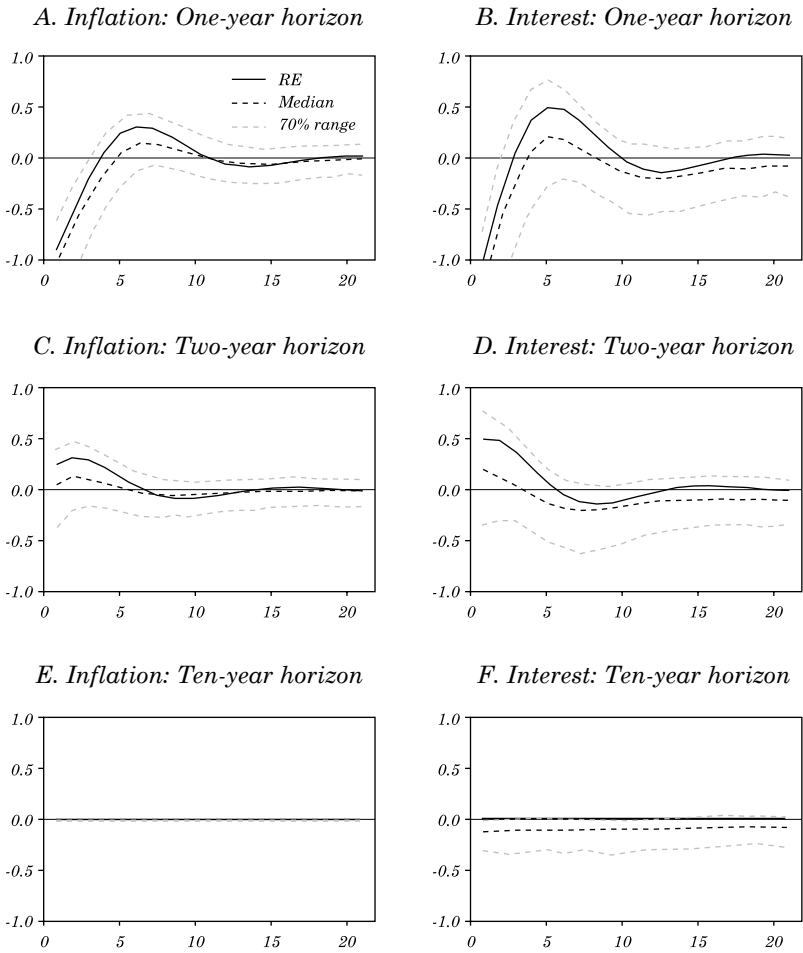 A. Inflation: One-year horizon
1.0
0.5
0.0
-0.5
-1.0
0 5 10 15 20
RE
Median
70% range
B. Interest: One-year horizon
1.0
0.5
0.0
-0.5
-1.0
0 5 10 15 20
C. Inflation: Two-year horizon
1.0
0.5
0.0
-0.5
-1.0
0 5 10 15 20
D. Interest: Two-year horizon
1.0
0.5
0.0
-0.5
-1.0
0 5 10 15 20
E. Inflation: Ten-year horizon
1.0
0.5
0.0
-0.5
-1.0
0 5 10 15 20
F. Interest: Ten-year horizon
1.0
0.5
0.0
-0.5
-1.0
0 5 10 15 20